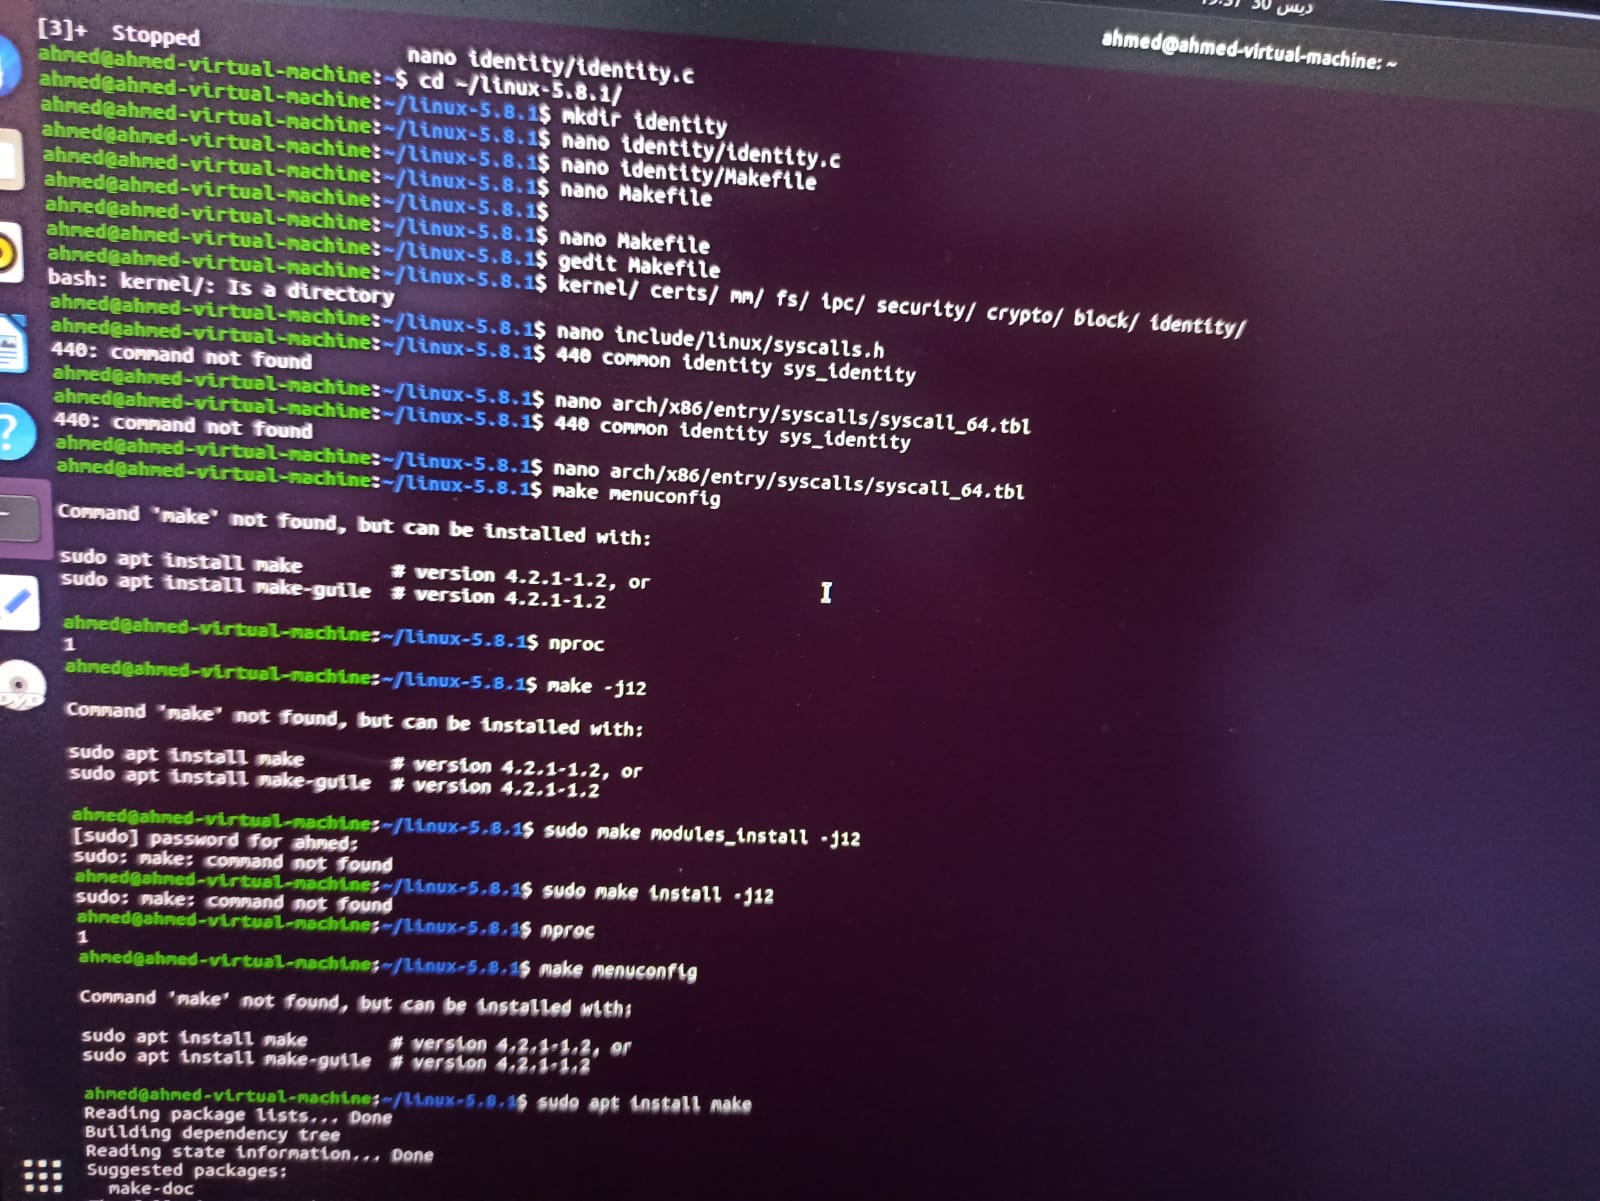 ديس 30 19:37
ahmed@ahmed-virtual-machine: ~
[3]+  Stopped                 nano identity/identity.c
ahmed@ahmed-virtual-machine:~$ cd ~/linux-5.8.1/
ahmed@ahmed-virtual-machine:~/linux-5.8.1$ mkdir identity
ahmed@ahmed-virtual-machine:~/linux-5.8.1$ nano identity/identity.c
ahmed@ahmed-virtual-machine:~/linux-5.8.1$ nano identity/Makefile
ahmed@ahmed-virtual-machine:~/linux-5.8.1$ nano Makefile
ahmed@ahmed-virtual-machine:~/linux-5.8.1$
ahmed@ahmed-virtual-machine:~/linux-5.8.1$ nano Makefile
ahmed@ahmed-virtual-machine:~/linux-5.8.1$ gedit Makefile
ahmed@ahmed-virtual-machine:~/linux-5.8.1$ kernel/ certs/ mm/ fs/ ipc/ security/ crypto/ block/ identity/
bash: kernel/: Is a directory
ahmed@ahmed-virtual-machine:~/linux-5.8.1$ nano include/linux/syscalls.h
ahmed@ahmed-virtual-machine:~/linux-5.8.1$ 440 common identity sys_identity
440: command not found
ahmed@ahmed-virtual-machine:~/linux-5.8.1$ nano arch/x86/entry/syscalls/syscall_64.tbl
ahmed@ahmed-virtual-machine:~/linux-5.8.1$ 440 common identity sys_identity
440: command not found
ahmed@ahmed-virtual-machine:~/linux-5.8.1$ nano arch/x86/entry/syscalls/syscall_64.tbl
ahmed@ahmed-virtual-machine:~/linux-5.8.1$ make menuconfig
Command 'make' not found, but can be installed with:
sudo apt install make        # version 4.2.1-1.2, or
sudo apt install make-guile  # version 4.2.1-1.2
ahmed@ahmed-virtual-machine:~/linux-5.8.1$ nproc
1
ahmed@ahmed-virtual-machine:~/linux-5.8.1$ make -j12
Command 'make' not found, but can be installed with:
sudo apt install make        # version 4.2.1-1.2, or
sudo apt install make-guile  # version 4.2.1-1.2
ahmed@ahmed-virtual-machine:~/linux-5.8.1$ sudo make modules_install -j12
[sudo] password for ahmed:
sudo: make: command not found
ahmed@ahmed-virtual-machine:~/linux-5.8.1$ sudo make install -j12
sudo: make: command not found
ahmed@ahmed-virtual-machine:~/linux-5.8.1$ nproc
1
ahmed@ahmed-virtual-machine:~/linux-5.8.1$ make menuconfig
Command 'make' not found, but can be installed with:
sudo apt install make        # version 4.2.1-1.2, or
sudo apt install make-guile  # version 4.2.1-1.2
ahmed@ahmed-virtual-machine:~/linux-5.8.1$ sudo apt install make
Reading package lists... Done
Building dependency tree
Reading state information... Done
Suggested packages:
  make-doc